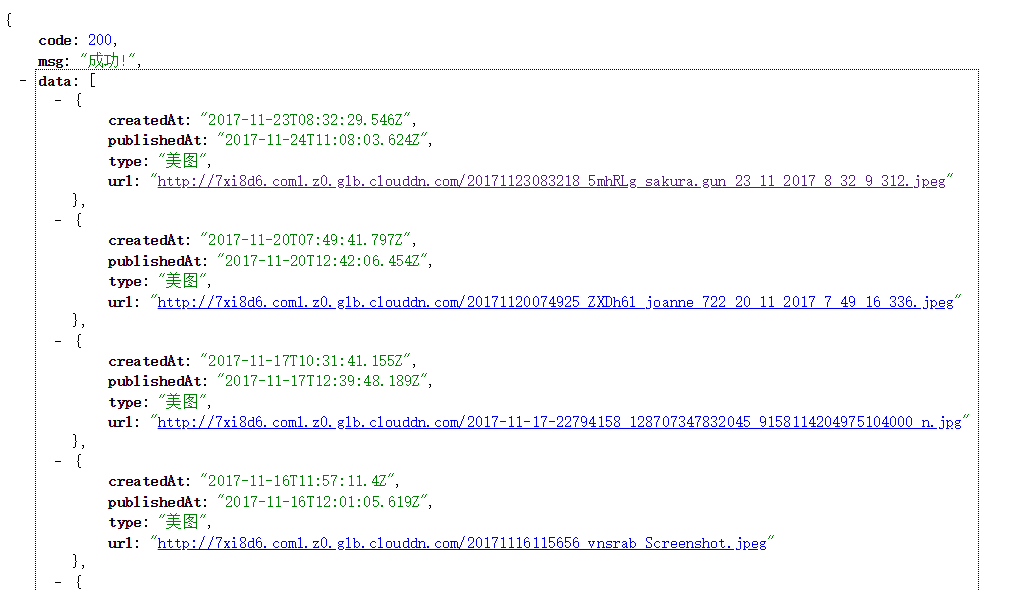 {
code: 200,
msg: "成功!",
- data: [
- {
createdAt: "2017-11-23T08:32:29.546Z",
publishedAt: "2017-11-24T11:08:03.624Z",
type: "美图",
url: "http://7xi8d6.com1.z0.glb.clouddn.com/20171123083218_5mhRLg_sakura.gun_23_11_2017_8_32_9_312.jpeg"
},
- {
createdAt: "2017-11-20T07:49:41.797Z",
publishedAt: "2017-11-20T12:42:06.454Z",
type: "美图",
url: "http://7xi8d6.com1.z0.glb.clouddn.com/20171120074925_ZXDh6l_joanne_722_20_11_2017_7_49_16_336.jpeg"
},
- {
createdAt: "2017-11-17T10:31:41.155Z",
publishedAt: "2017-11-17T12:39:48.189Z",
type: "美图",
url: "http://7xi8d6.com1.z0.glb.clouddn.com/2017-11-17-22794158_128707347832045_9158114204975104000_n.jpg"
},
- {
createdAt: "2017-11-16T11:57:11.4Z",
publishedAt: "2017-11-16T12:01:05.619Z",
type: "美图",
url: "http://7xi8d6.com1.z0.glb.clouddn.com/20171116115656_vnsrab_Screenshot.jpeg"
},
- {